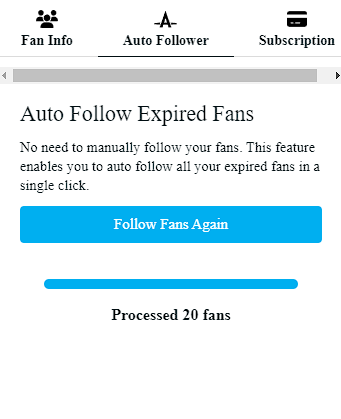 Fan Info Auto Follower Subscription
Auto Follow Expired Fans
No need to manually follow your fans. This feature
enables you to auto follow all your expired fans in a
single click.
Follow Fans Again
Processed 20 fans